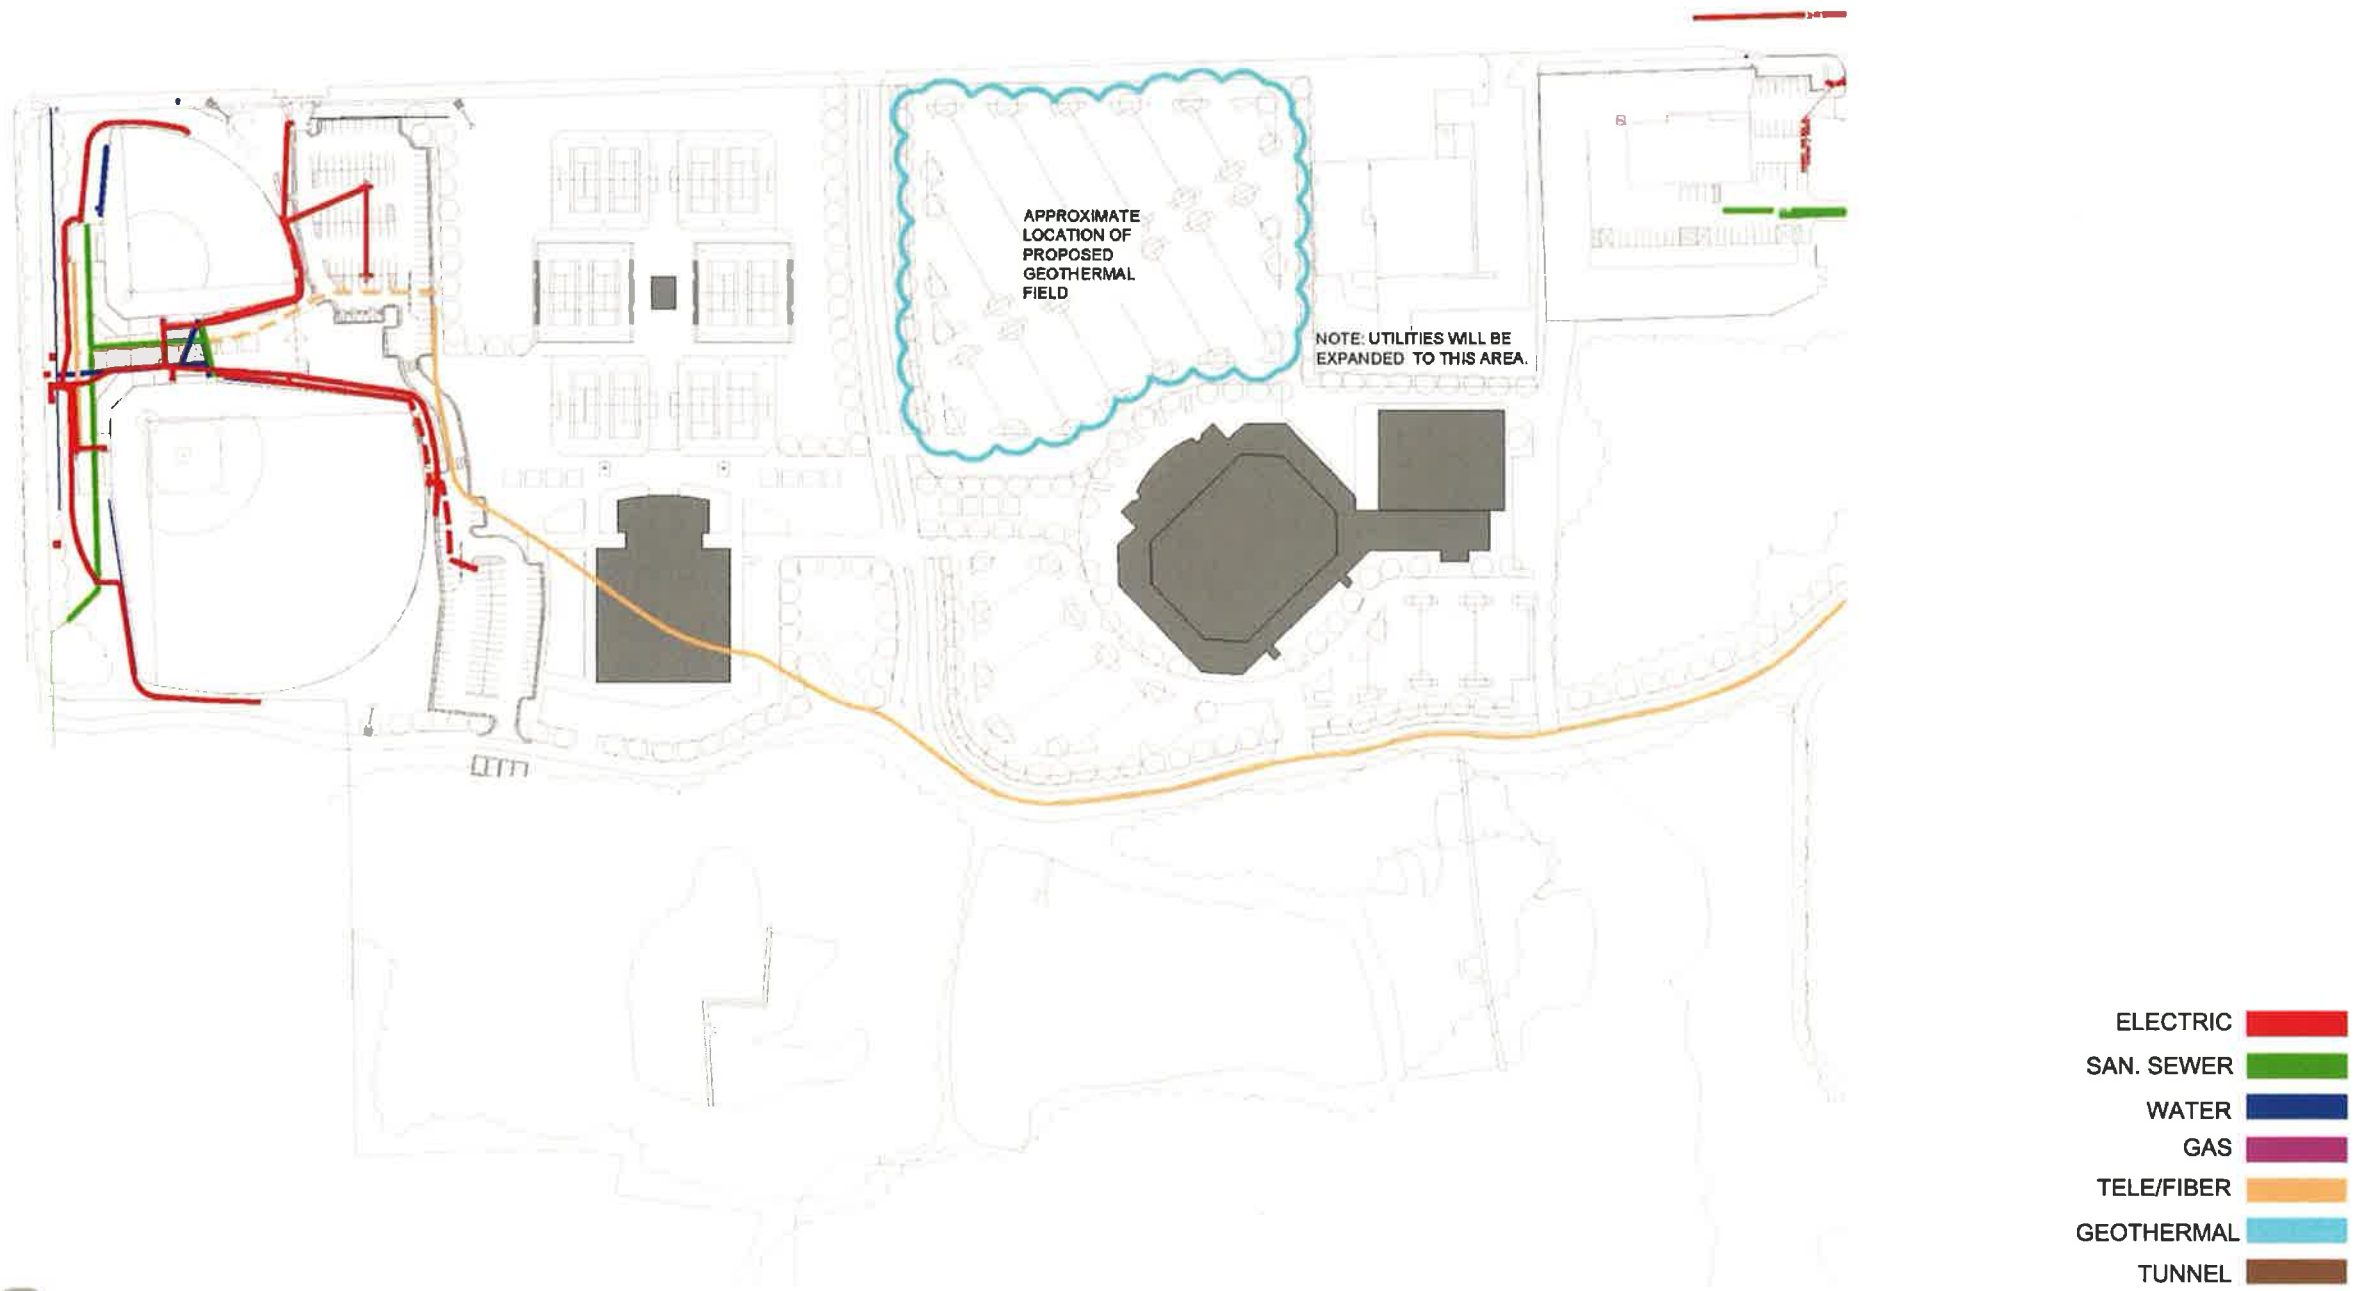 APPROXIMATE
LOCATION OF
PROPOSED
GEOTHERMAL
FIELD
NOTE: UTILITIES WILL BE
EXPANDED TO THIS AREA.
ELECTRIC
SAN. SEWER
WATER
GAS
TELE/FIBER
GEOTHERMAL
TUNNEL